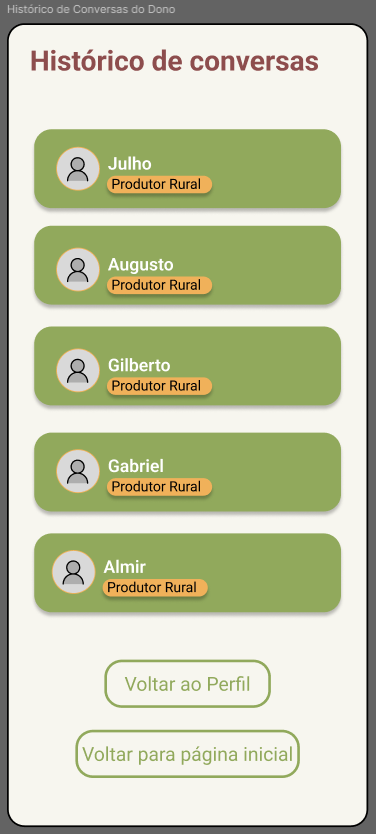 Histórico de Conversas do Dono
Histórico de conversas
Julho
Produtor Rural
Augusto
Produtor Rural
Gilberto
Produtor Rural
Gabriel
Produtor Rural
Almir
Produtor Rural
Voltar ao Perfil
Voltar para página inicial